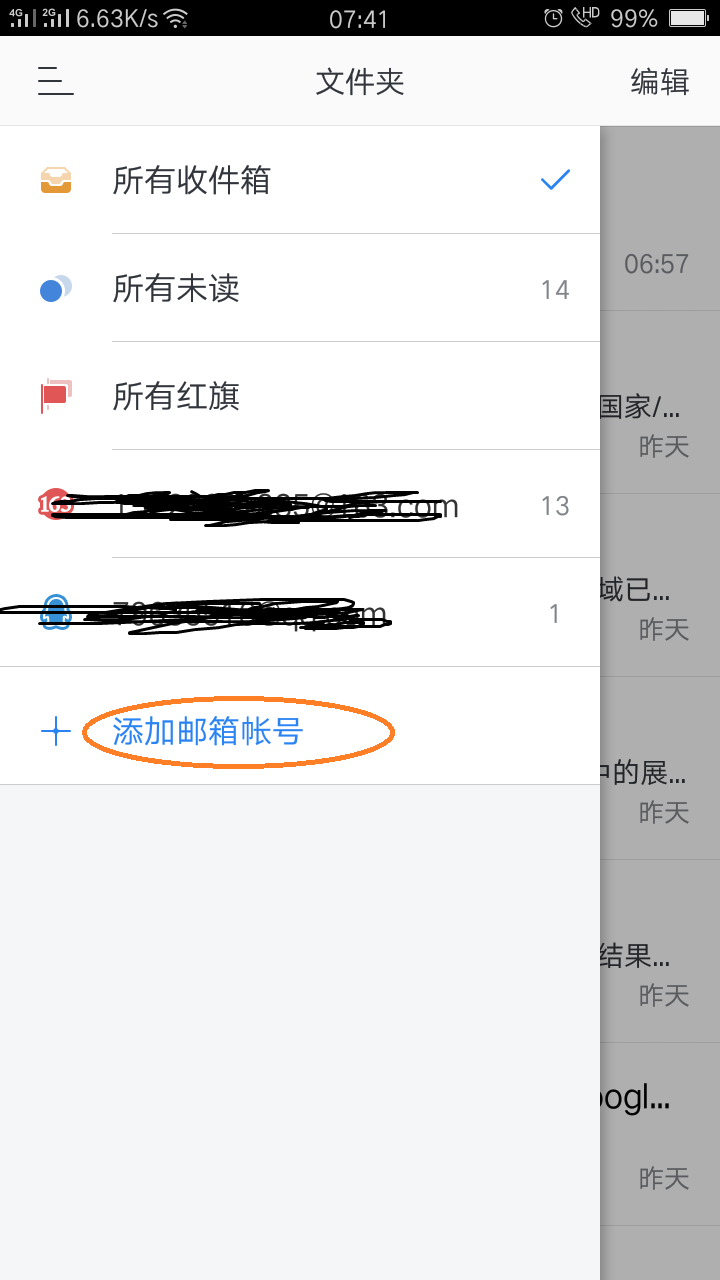 4G 2G 6.63K/s 07:41 HD 99%
文件夹 编辑
所有收件箱
06:57
所有未读 14
所有红旗
国家/...
昨天
163 .com 13
域已...
昨天
1
添加邮箱帐号
中的展...
昨天
结果...
昨天
oogl...
昨天